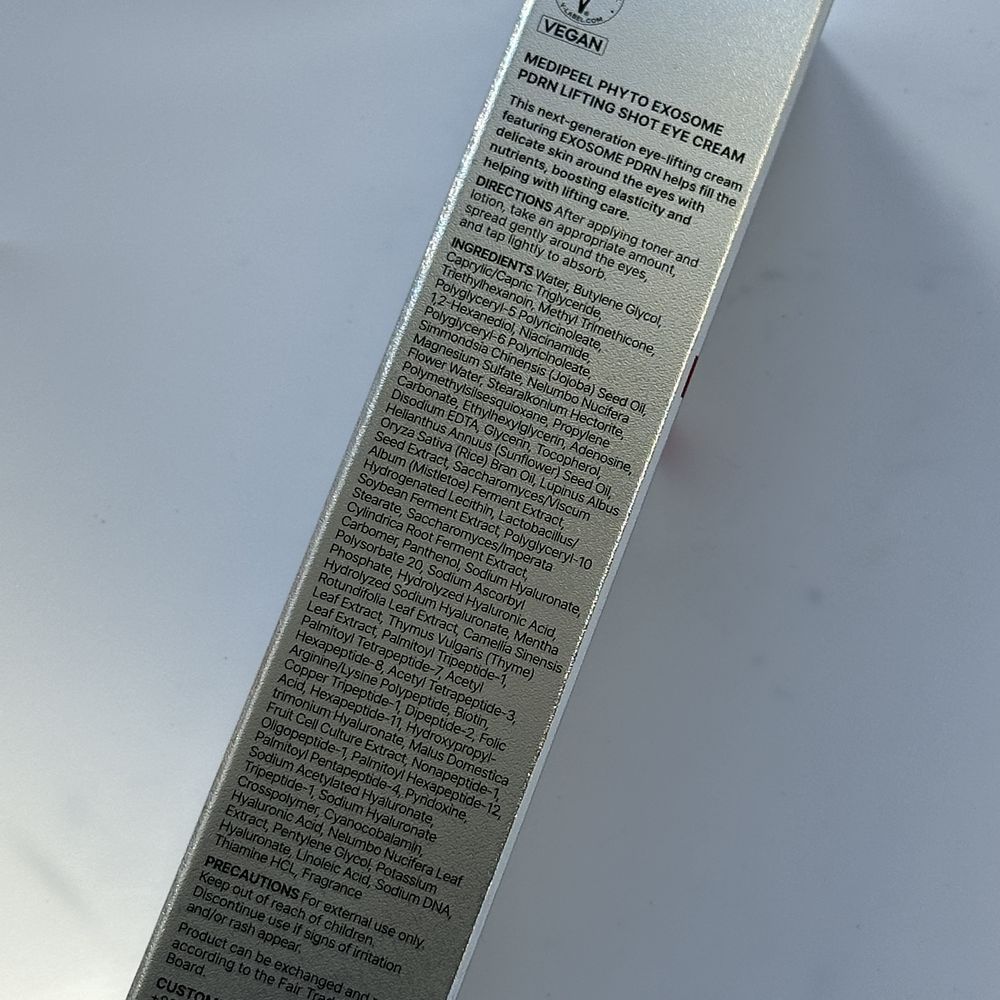 V-LABEL.COM
VEGAN
MEDIPEEL PHYTO EXOSOME
PDRN LIFTING SHOT EYE CREAM
This next-generation eye-lifting cream
featuring EXOSOME PDRN helps fill the
delicate skin around the eyes with
nutrients, boosting elasticity and
helping with lifting care.
DIRECTIONS After applying toner and
lotion, take an appropriate amount,
spread gently around the eyes,
and tap lightly to absorb.
INGREDIENTS Water, Butylene Glycol,
Caprylic/Capric Triglyceride,
Triethylhexanoin, Methyl Trimethicone,
Polyglyceryl-5 Polyricinoleate,
1,2-Hexanediol, Niacinamide,
Polyglyceryl-6 Polyricinoleate,
Simmondsia Chinensis (Jojoba) Seed Oil,
Magnesium Sulfate, Nelumbo Nucifera
Flower Water, Stearalkonium Hectorite,
Polymethylsilsesquioxane, Propylene
Carbonate, Ethylhexylglycerin, Adenosine,
Disodium EDTA, Glycerin, Tocopherol,
Helianthus Annuus (Sunflower) Seed Oil,
Oryza Sativa (Rice) Bran Oil, Lupinus Albus
Seed Extract, Saccharomyces/Viscum
Album (Mistletoe) Ferment Extract,
Hydrogenated Lecithin, Lactobacillus/
Soybean Ferment Extract, Polyglyceryl-10
Stearate, Saccharomyces/Imperata
Cylindrica Root Ferment Extract,
Carbomer, Panthenol, Sodium Hyaluronate,
Polysorbate 20, Sodium Ascorbyl
Phosphate, Hydrolyzed Hyaluronic Acid,
Hydrolyzed Sodium Hyaluronate, Mentha
Rotundifolia Leaf Extract, Camellia Sinensis
Leaf Extract, Thymus Vulgaris (Thyme)
Leaf Extract, Palmitoyl Tripeptide-1,
Palmitoyl Tetrapeptide-7, Acetyl
Hexapeptide-8, Acetyl Tetrapeptide-3,
Arginine/Lysine Polypeptide, Biotin,
Copper Tripeptide-1, Dipeptide-2, Folic
Acid, Hexapeptide-11, Hydroxypropyl-
trimonium Hyaluronate, Malus Domestica
Fruit Cell Culture Extract, Nonapeptide-1,
Oligopeptide-1, Palmitoyl Hexapeptide-12,
Palmitoyl Pentapeptide-4, Pyridoxine,
Sodium Acetylated Hyaluronate,
Tripeptide-1, Sodium Hyaluronate
Crosspolymer, Cyanocobalamin,
Hyaluronic Acid, Nelumbo Nucifera Leaf
Extract, Pentylene Glycol, Potassium
Hyaluronate, Linoleic Acid, Sodium DNA,
Thiamine HCL, Fragrance
PRECAUTIONS For external use only.
Keep out of reach of children.
Discontinue use if signs of irritation
and/or rash appear.
Product can be exchanged and
according to the Fair Trad
Board.
CUSTOM